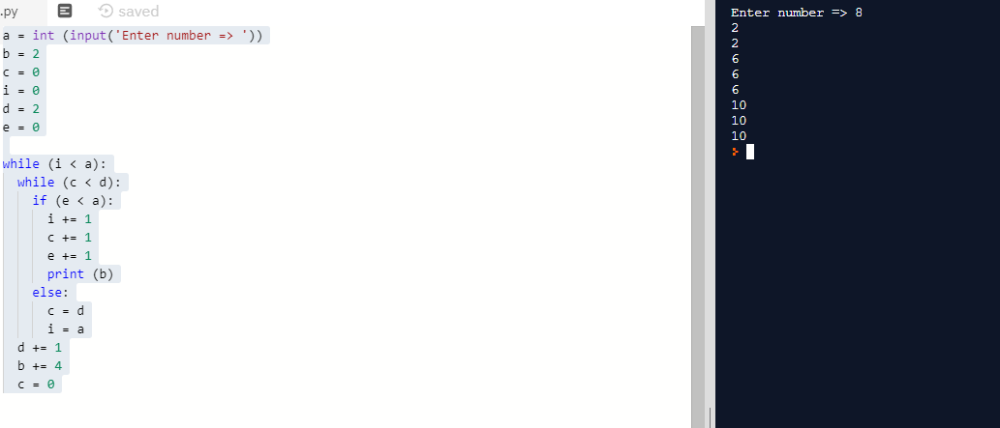 .py saved
a = int (input('Enter number => '))
b = 2
c = 0
i = 0
d = 2
e = 0
while (i < a):
while (c < d):
if (e < a):
i += 1
c += 1
e += 1
print (b)
else:
c = d
i = a
d += 1
b += 4
c = 0
Enter number => 8
2
2
6
6
6
10
10
10